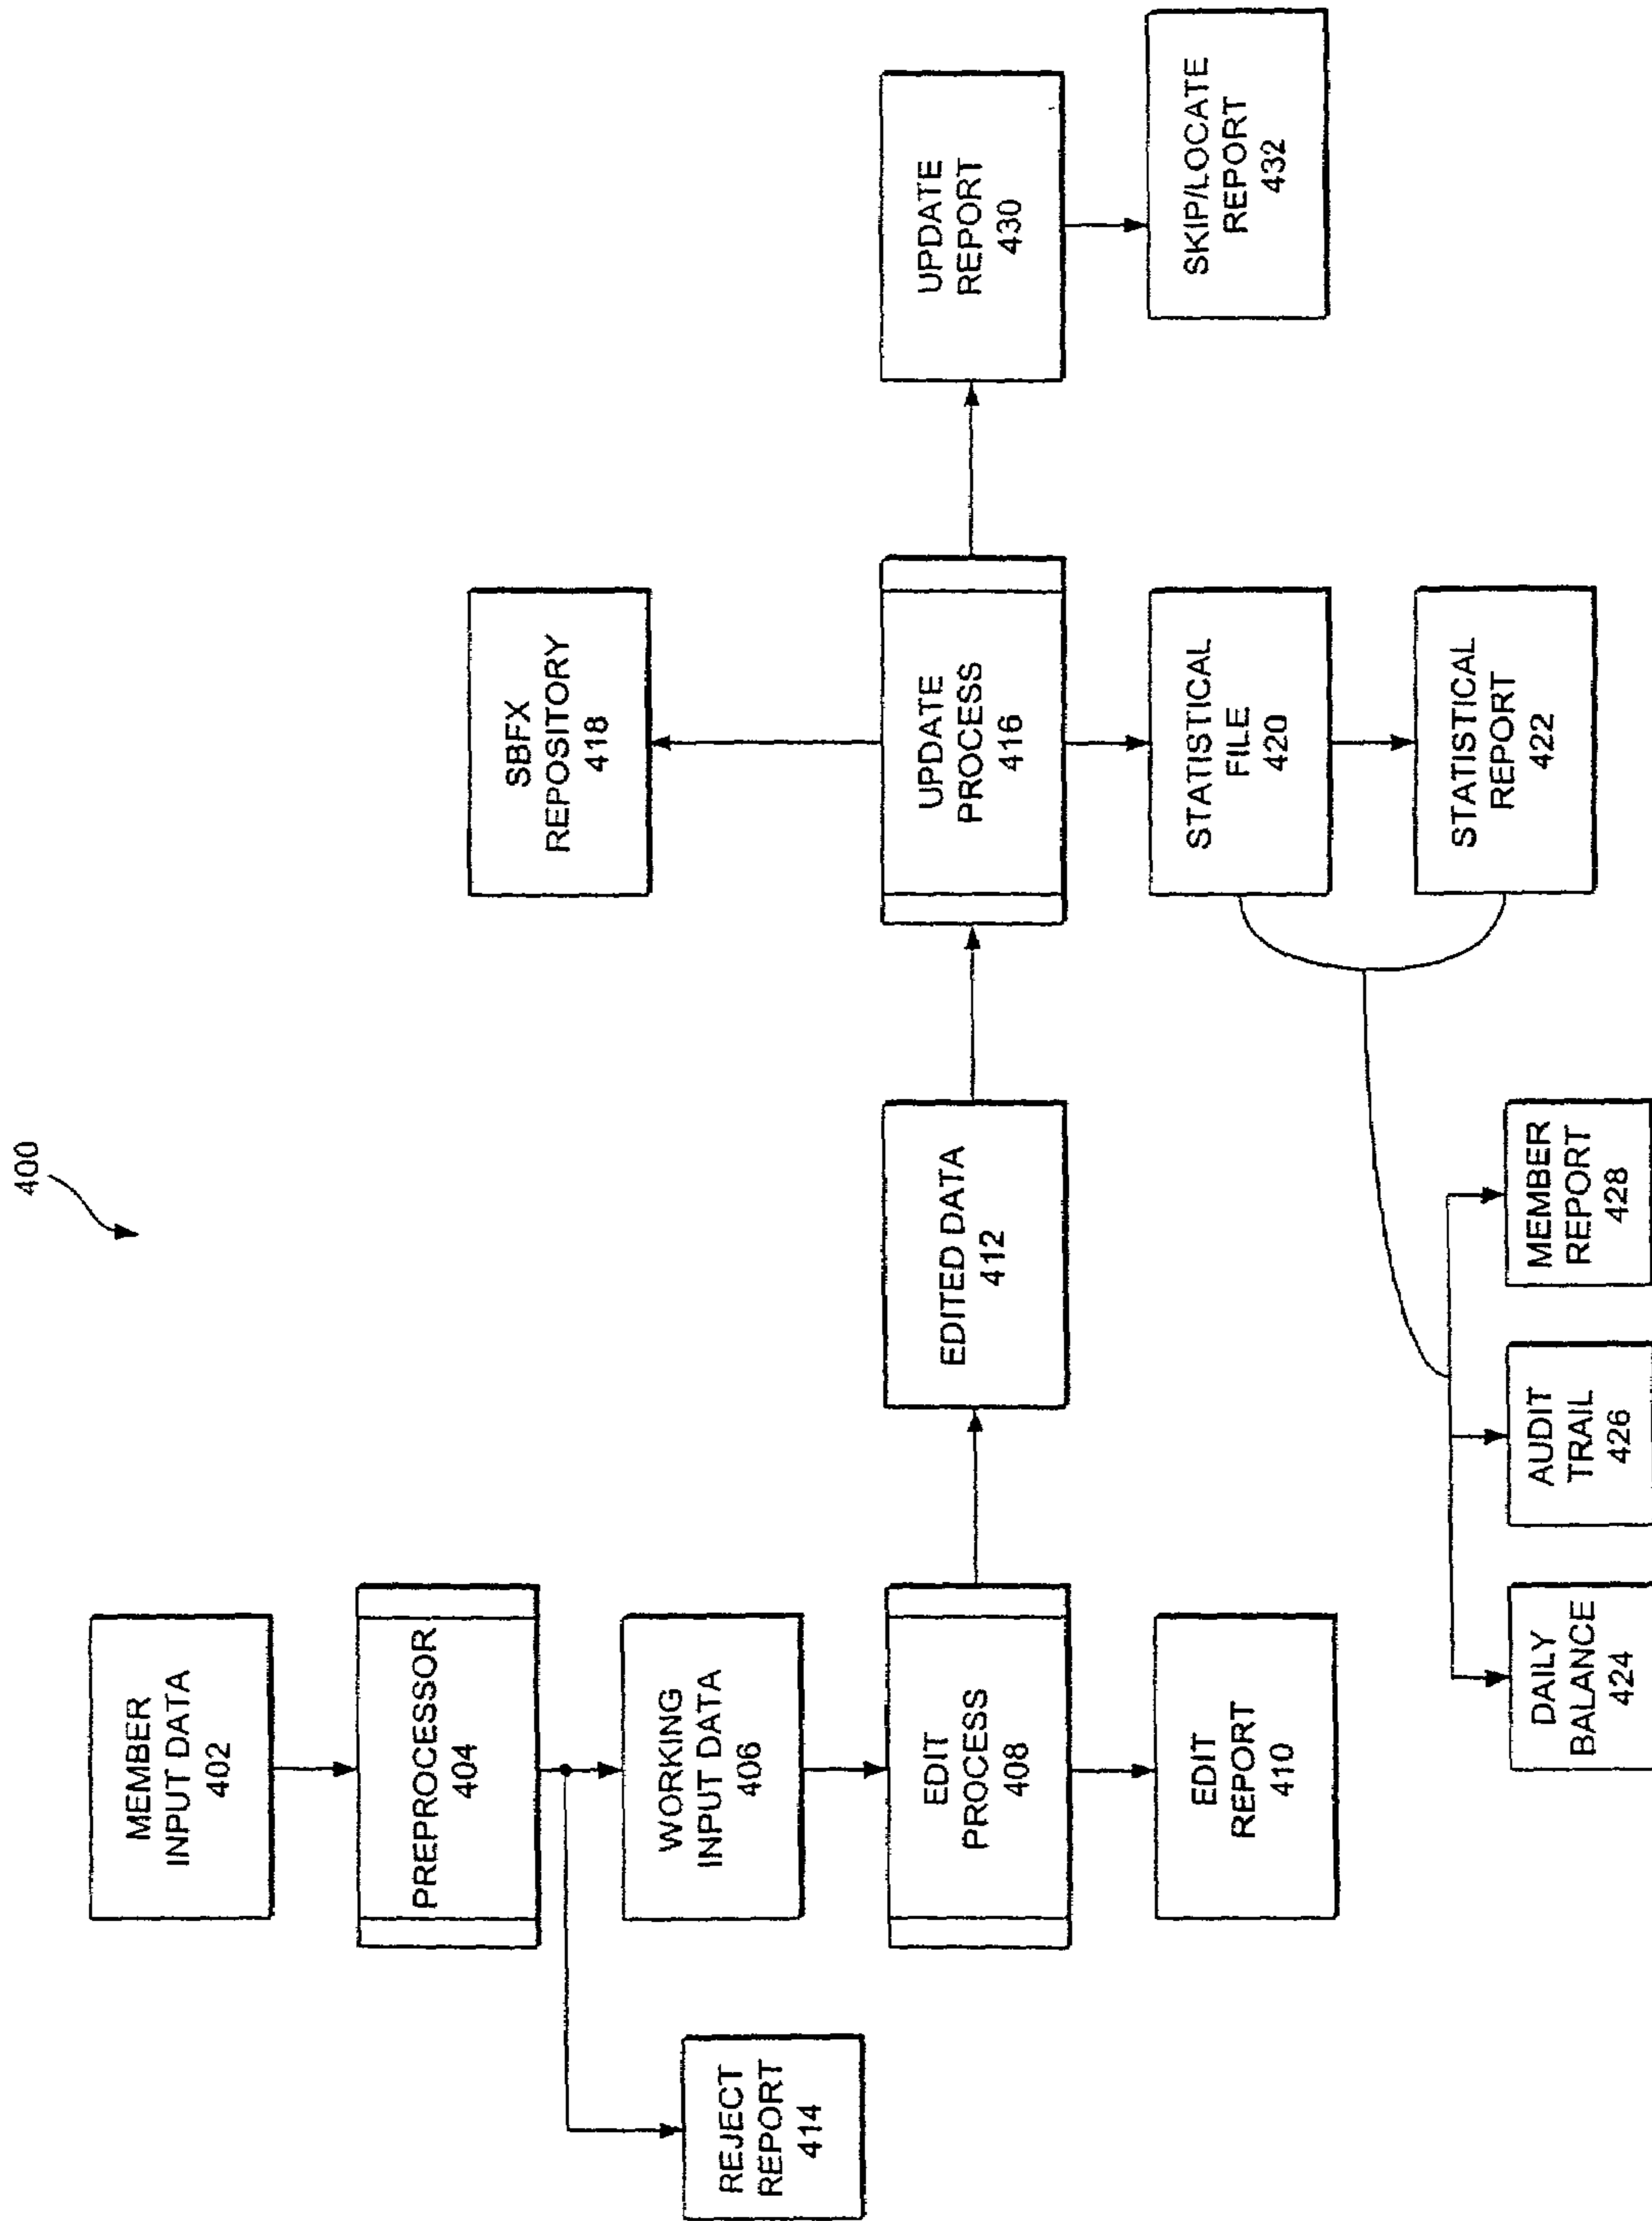 400
MEMBER
INPUT DATA
402
PREPROCESSOR
404
WORKING
INPUT DATA
406
EDIT
PROCESS
408
EDIT
REPORT
410
REJECT
REPORT
414
EDITED DATA
412
SBFX
REPOSITORY
418
UPDATE
PROCESS
416
STATISTICAL
FILE
420
STATISTICAL
REPORT
422
DAILY
BALANCE
424
AUDIT
TRAIL
426
MEMBER
REPORT
428
UPDATE
REPORT
430
SKIP/LOCATE
REPORT
432